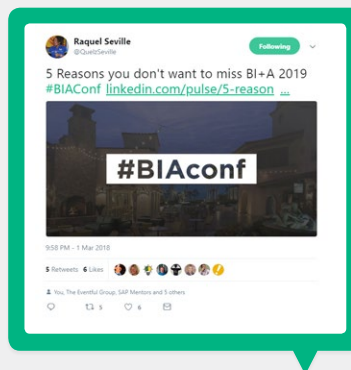 Raquel Seville
@QuelzSeville
Following
5 Reasons you don't want to miss BI+A 2019
#BIAConf linkedin.com/pulse/5-reason ...
#BIAconf
9:58 PM - 1 Mar 2018
5 Retweets 6 Likes
You, The Eventful Group, SAP Mentors and 5 others
5 6